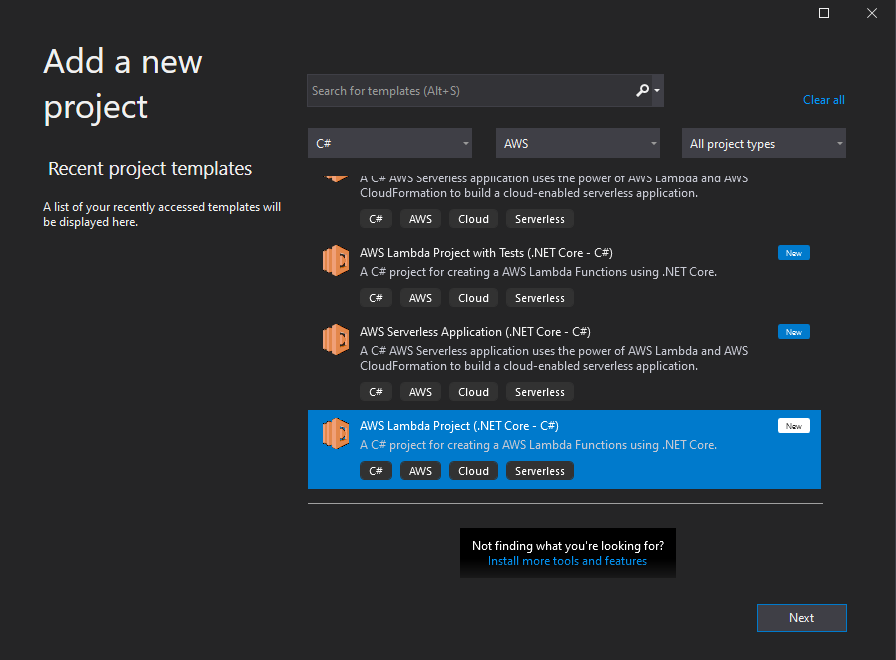 Add a new
project
Search for templates (Alt+S)
Clear all
C#
AWS
All project types
Recent project templates
A list of your recently accessed templates will
be displayed here.
A C# AWS Serverless application uses the power of AWS Lambda and AWS
CloudFormation to build a cloud-enabled serverless application.
C# AWS Cloud Serverless
AWS Lambda Project with Tests (.NET Core - C#) New
A C# project for creating a AWS Lambda Functions using .NET Core.
C# AWS Cloud Serverless
AWS Serverless Application (.NET Core - C#) New
A C# AWS Serverless application uses the power of AWS Lambda and AWS
CloudFormation to build a cloud-enabled serverless application.
C# AWS Cloud Serverless
AWS Lambda Project (.NET Core - C#) New
A C# project for creating a AWS Lambda Functions using .NET Core.
C# AWS Cloud Serverless
Not finding what you're looking for?
Install more tools and features
Next